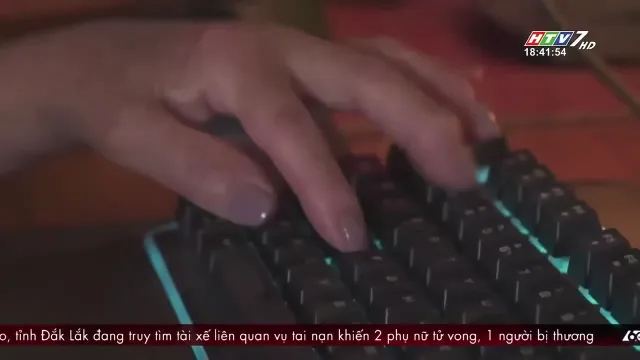 HTV7 HD
18:41:54
o, tỉnh Đắk Lắk đang truy tìm tài xế liên quan vụ tai nạn khiến 2 phụ nữ tử vong, 1 người bị thương